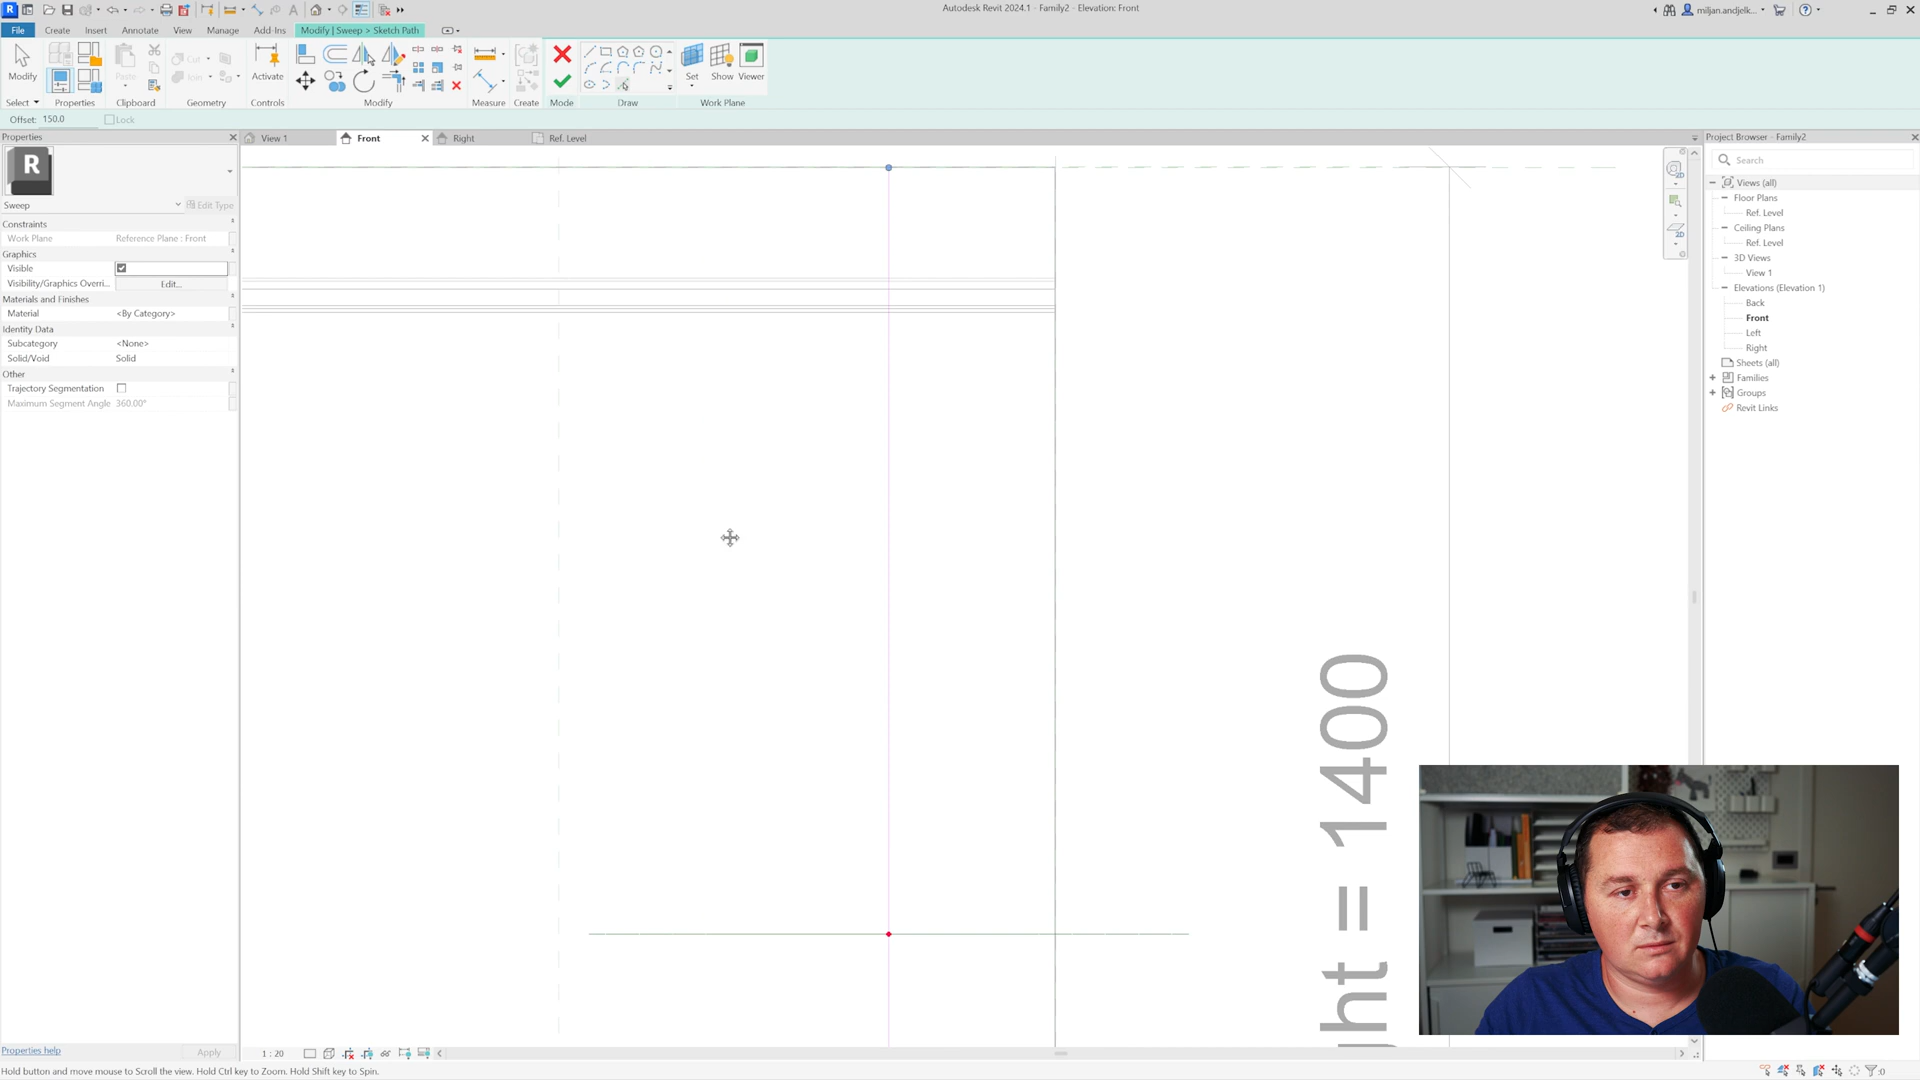 Autodesk Revit 2024.1 - Family2 - Elevation: Front
miljan.andjelk...
File
Create
Insert
Annotate
View
Manage
Add-Ins
Modify | Sweep > Sketch Path
Modify
Paste
Cut
Join
Activate
Set
Show
Viewer
Select
Properties
Clipboard
Geometry
Controls
Modify
Measure
Create
Mode
Draw
Work Plane
Offset: 150.0
Lock
Properties
View 1
Front
Right
Ref. Level
Project Browser - Family2
R
Search
Sweep
Edit Type
Constraints
Work Plane
Reference Plane : Front
Graphics
Visible
Visibility/Graphics Overri...
Edit...
Materials and Finishes
Material
<By Category>
Identity Data
Subcategory
<None>
Solid/Void
Solid
Other
Trajectory Segmentation
Maximum Segment Angle
360.00°
Views (all)
Floor Plans
Ref. Level
Ceiling Plans
Ref. Level
3D Views
View 1
Elevations (Elevation 1)
Back
Front
Left
Right
Sheets (all)
Families
Groups
Revit Links
ght = 1400
Properties help
Apply
1 : 20
Hold button and move mouse to Scroll the view. Hold Ctrl key to Zoom. Hold Shift key to Spin.
:0